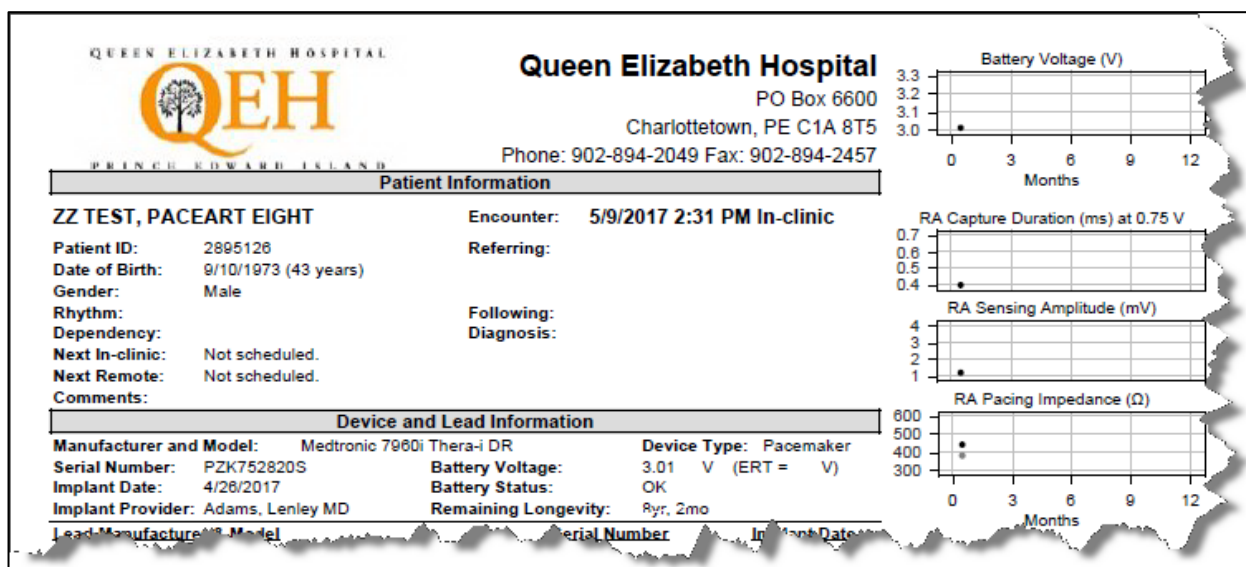 QUEEN ELIZABETH HOSPITAL
QEH
PRINCE EDWARD ISLAND
Queen Elizabeth Hospital
PO Box 6600
Charlottetown, PE C1A 8T5
Phone: 902-894-2049 Fax: 902-894-2457
Patient Information
ZZ TEST, PACEART EIGHT Encounter: 5/9/2017 2:31 PM In-clinic
Patient ID: 2895126 Referring:
Date of Birth: 9/10/1973 (43 years)
Gender: Male
Rhythm: Following:
Dependency: Diagnosis:
Next In-clinic: Not scheduled.
Next Remote: Not scheduled.
Comments:
Device and Lead Information
Manufacturer and Model: Medtronic 7960i Thera-i DR Device Type: Pacemaker
Serial Number: PZK752820S Battery Voltage: 3.01 V (ERT = V)
Implant Date: 4/26/2017 Battery Status: OK
Implant Provider: Adams, Lenley MD Remaining Longevity: 8yr, 2mo
Lead Manufacturer & Model Serial Number Implant Date
Battery Voltage (V)
3.3
3.2
3.1
3.0
0 3 6 9 12
Months
RA Capture Duration (ms) at 0.75 V
0.7
0.6
0.5
0.4
RA Sensing Amplitude (mV)
4
3
2
1
RA Pacing Impedance (Ω)
600
500
400
300
0 3 6 9 12
Months